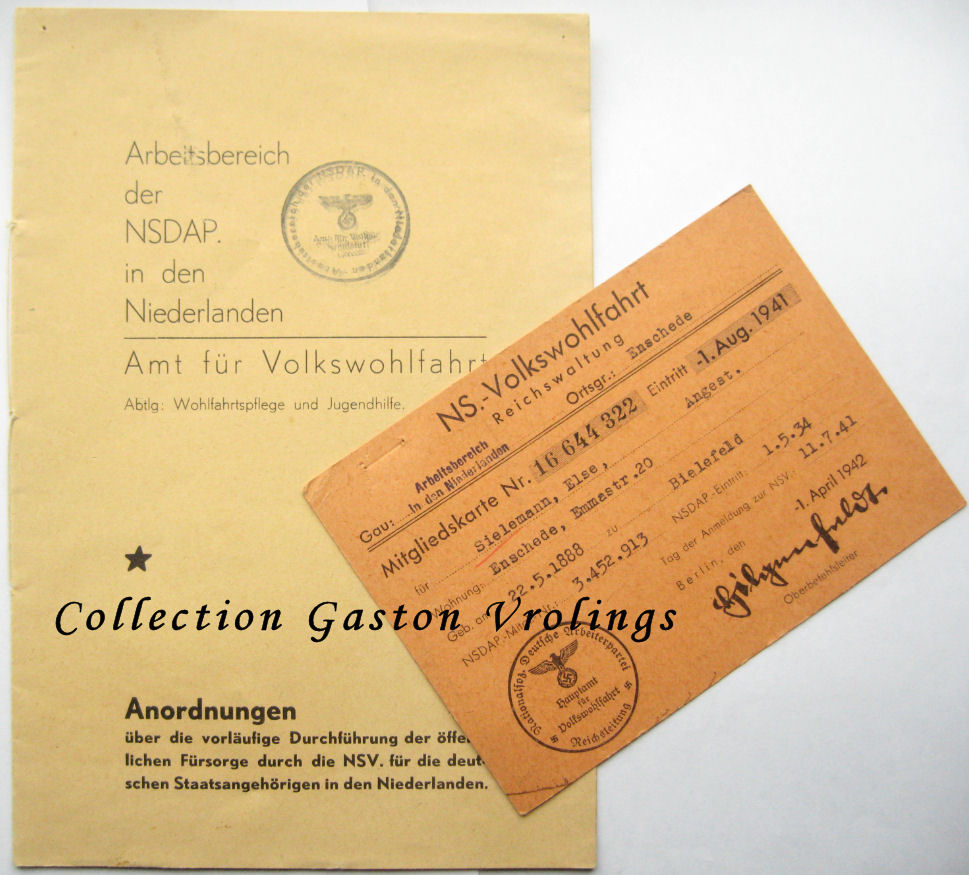 Arbeitsbereich
der
NSDAP.
in den
Niederlanden
Amt für Volkswohlfahrt
Abtlg: Wohlfahrtspflege und Jugendhilfe.
Anordnungen
über die vorläufige Durchführung der öffe
lichen Fürsorge durch die NSV. für die deut-
schen Staatsangehörigen in den Niederlanden.
NS.-Volkswohlfahrt
Reichswaltung
Arbeitsbereich
Gau: in den Niederlanden Ortsgr.: Enschede
Mitgliedskarte Nr. 16 644 322 Eintritt -1. Aug. 1941
für Sielemann, Else, Angest.
Wohnung: Enschede, Emmastr.20
Geb. am 22.5.1888 zu Bielefeld
NSDAP.-Mit 3.452.913 NSDAP.-Eintritt: 1.5.34
Tag der Anmeldung zur NSV.: 11.7.41
Berlin, den -1. April 1942
Hilgenfeldt
Oberbefehlsleiter
Nationalsoz. Deutsche Arbeiterpartei
Hauptamt
für
Volkswohlfahrt
Reichsleitung
Collection Gaston Vrolings